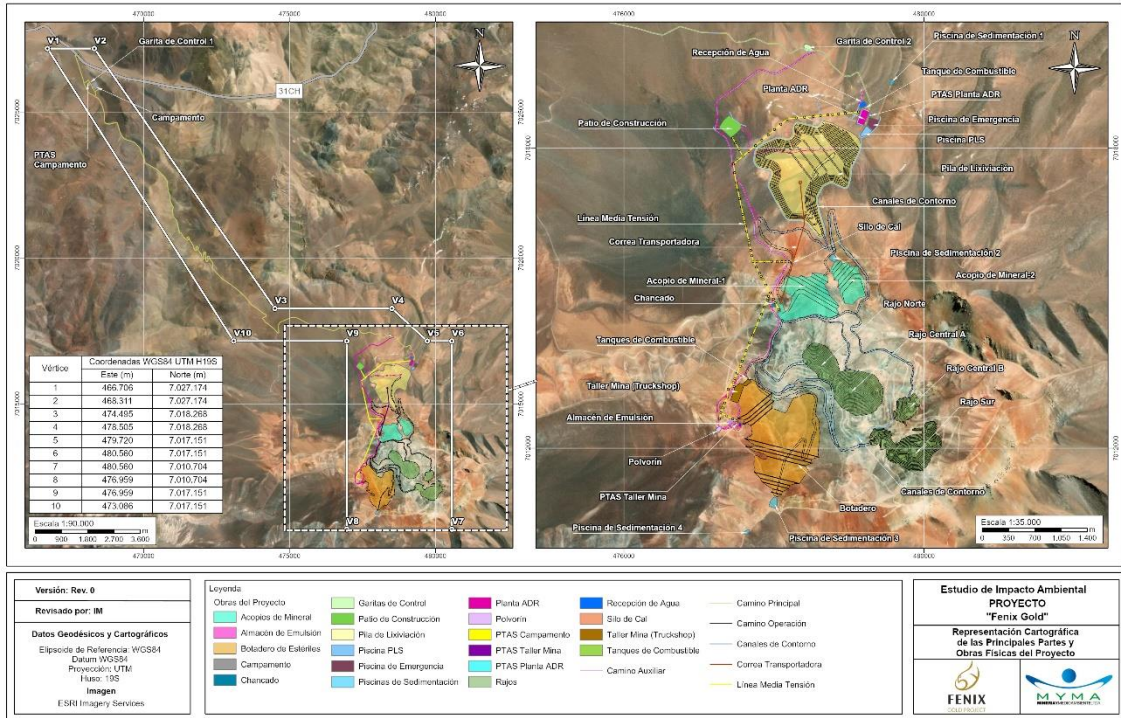 V1
V2
Garita de Control 1
N
31CH
Campamento
PTAS
Campamento
V3
V4
V10
V9
V5
V6
V8
V7
470000
475000
480000
7025000
7020000
7015000
Vértice
Coordenadas WGS84 UTM H19S
Este (m)
Norte (m)
1 466.706 7.027.174
2 468.311 7.027.174
3 474.495 7.018.268
4 478.505 7.018.268
5 479.720 7.017.151
6 480.560 7.017.151
7 480.560 7.010.704
8 476.959 7.010.704
9 476.959 7.017.151
10 473.086 7.017.151
Escala 1:90.000
0 900 1.800 2.700 3.600 m
476000
480000
N
Piscina de Sedimentación 1
Garita de Control 2
Recepción de Agua
Tanque de Combustible
Planta ADR
PTAS Planta ADR
Patio de Construcción
Piscina de Emergencia
Piscina PLS
Pila de Lixiviación
Canales de Contorno
Línea Media Tensión
Silo de Cal
Correa Transportadora
Piscina de Sedimentación 2
Acopio de Mineral-1
Acopio de Mineral-2
Chancado
Rajo Norte
Rajo Central A
Tanques de Combustible
Rajo Central B
Taller Mina (Truckshop)
Rajo Sur
Almacén de Emulsión
Polvorín
PTAS Taller Mina
Canales de Contorno
Botadero
Piscina de Sedimentación 4
Piscina de Sedimentación 3
7012000
Escala 1:35.000
0 350 700 1.050 1.400 m
476000
480000
Versión: Rev. 0
Revisado por: IM
Datos Geodésicos y Cartográficos
Elipsoide de Referencia: WGS84
Datum WGS84
Proyección: UTM
Huso: 19S
Imagen
ESRI Imagery Services
Leyenda
Obras del Proyecto
Acopios de Mineral
Almacén de Emulsión
Botadero de Estériles
Campamento
Chancado
Garitas de Control
Patio de Construcción
Pila de Lixiviación
Piscina PLS
Piscina de Emergencia
Piscinas de Sedimentación
Planta ADR
Polvorín
PTAS Campamento
PTAS Taller Mina
PTAS Planta ADR
Rajos
Recepción de Agua
Silo de Cal
Taller Mina (Truckshop)
Tanques de Combustible
Camino Auxiliar
Camino Principal
Camino Operación
Canales de Contorno
Correa Transportadora
Línea Media Tensión
Estudio de Impacto Ambiental
PROYECTO
"Fenix Gold"
Representación Cartográfica
de las Principales Partes y
Obras Físicas del Proyecto
FENIX
GOLD PROJECT
MYMA